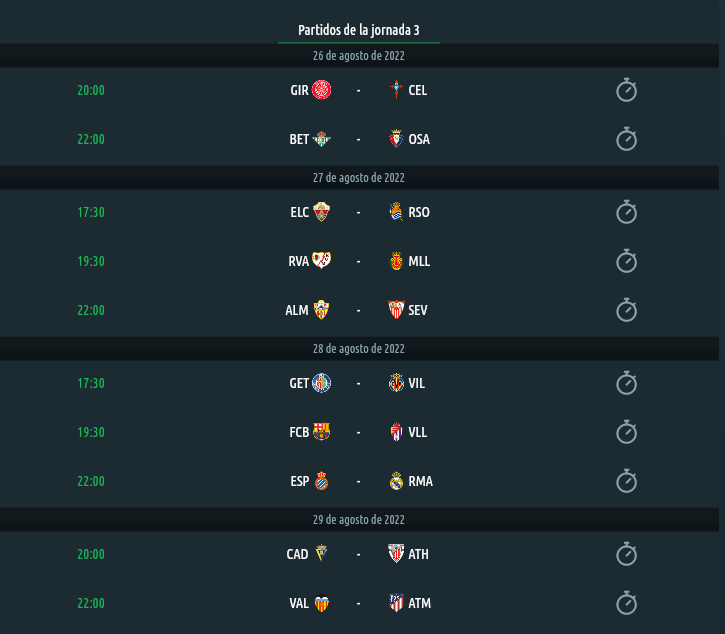 Partidos de la jornada 3
26 de agosto de 2022
20:00 GIR - CEL
22:00 BET - OSA
27 de agosto de 2022
17:30 ELC - RSO
19:30 RVA - MLL
22:00 ALM - SEV
28 de agosto de 2022
17:30 GET - VIL
19:30 FCB - VLL
22:00 ESP - RMA
29 de agosto de 2022
20:00 CAD - ATH
22:00 VAL - ATM